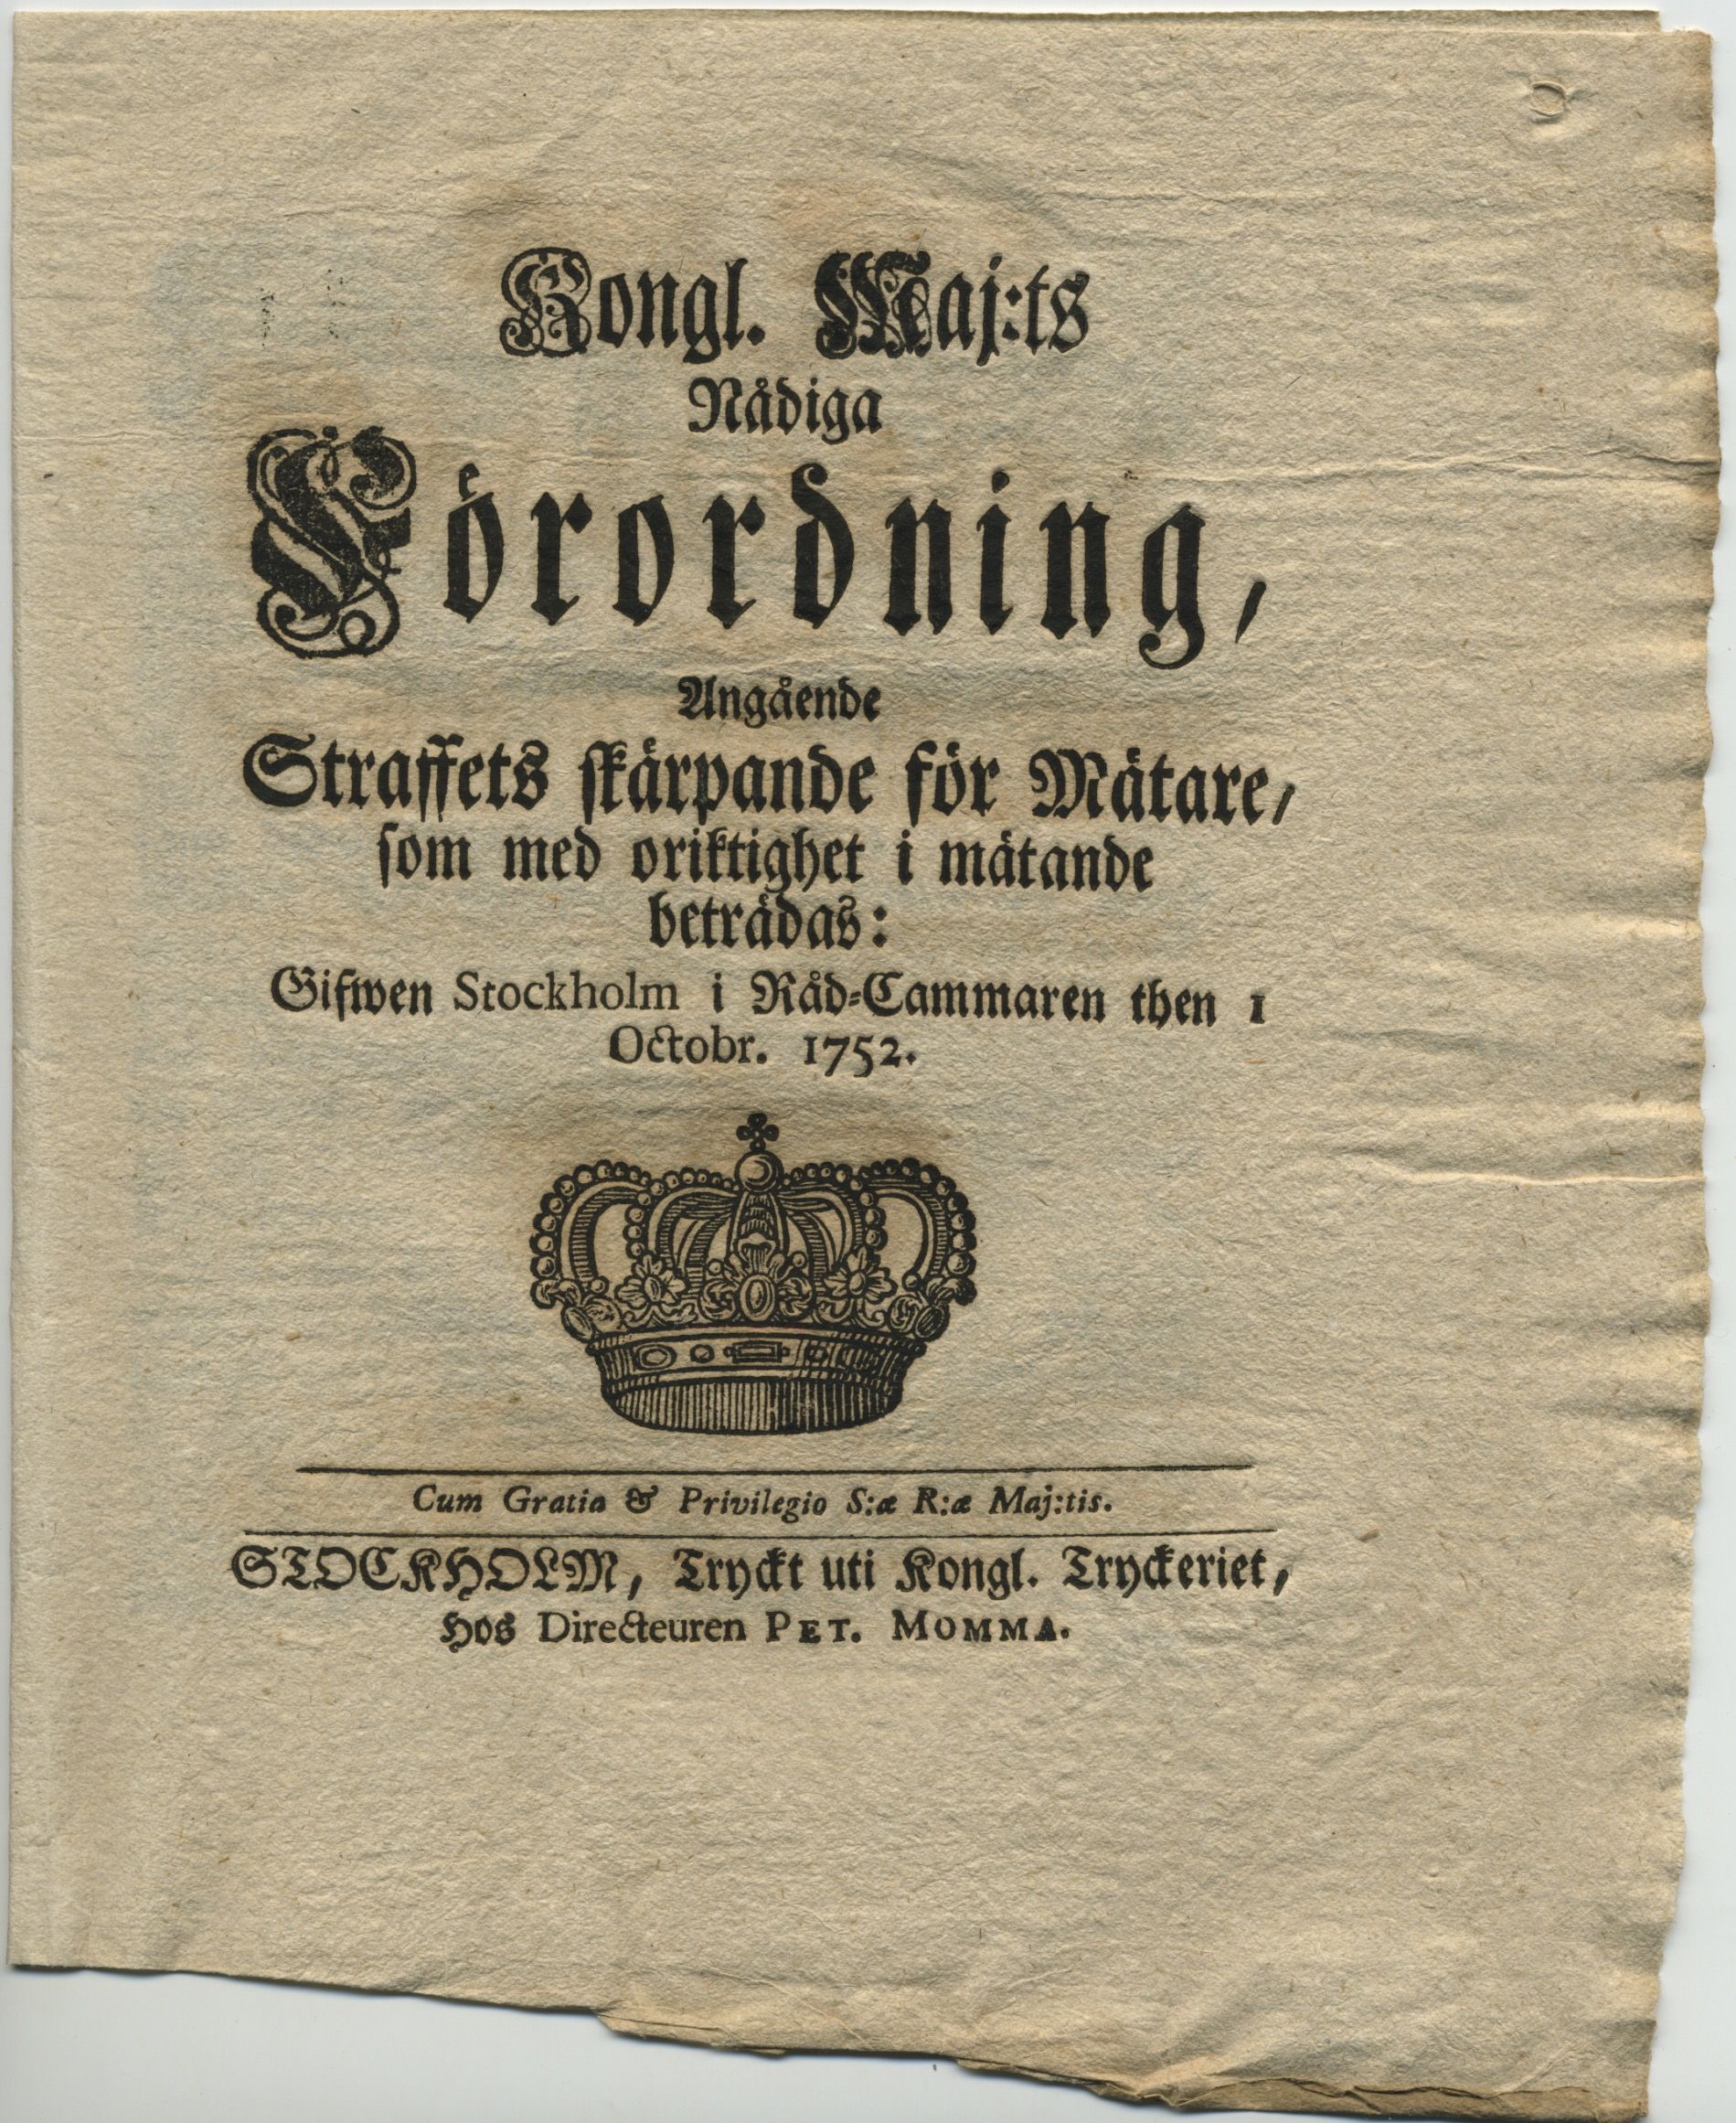 Kongl. Maj:ts
Nådiga
Förordning,
Angående
Straffets skärpande för Mätare,
som med oriktighet i mätande
beträdas:
Gifwen Stockholm i Råd-Cammaren then 1
Octobr. 1752.
Cum Gratia & Privilegio S:æ R:æ Maj:tis.
STOCKHOLM, Tryckt uti Kongl. Tryckeriet,
Hos Directeuren PET. MOMMA.